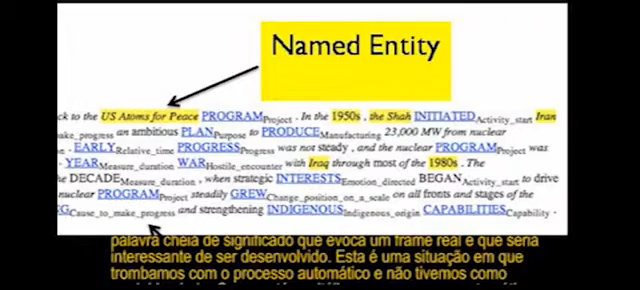 Named Entity
ck to the US Atoms for Peace PROGRAMProject . In the 1950s , the Shah INITIATEDActivity_start Iran
make_progress an ambitious PLANPurpose to PRODUCEManufacturing 23,000 MW from nuclear
. EARLYRelative_time PROGRESSProgress was not steady , and the nuclear PROGRAMProject was
- YEARMeasure_duration WARHostile_encounter with Iraq through most of the 1980s . The
he DECADEMeasure_duration , when strategic INTERESTSEmotion_directed BEGANActivity_start to drive
nuclear PROGRAMProject steadily GREWChange_position_on_a_scale on all fronts and stages of the
GCause_to_make_progress and strengthening INDIGENOUSIndigenous_origin CAPABILITIESCapability .
palavra cheia de significado que evoca um frame real e que seria
interessante de ser desenvolvido. Esta é uma situação em que
trombamos com o processo automático e não tivemos como